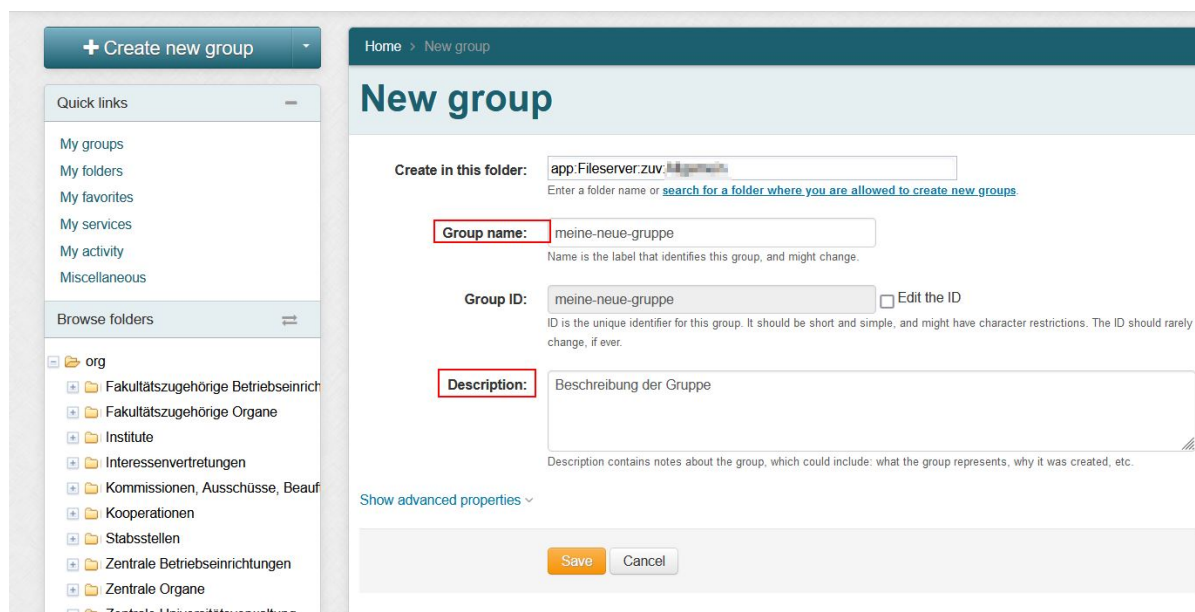 Create new group
Quick links
My groups
My folders
My favorites
My services
My activity
Miscellaneous
Browse folders
org
Fakultätszugehörige Betriebseinrich
Fakultätszugehörige Organe
Institute
Interessenvertretungen
Kommissionen, Ausschüsse, Beauf
Kooperationen
Stabsstellen
Zentrale Betriebseinrichtungen
Zentrale Organe
Zentrale Universitätsverwaltung
Home > New group
New group
Create in this folder: app:Fileserver:zuv:
Enter a folder name or search for a folder where you are allowed to create new groups.
Group name: meine-neue-gruppe
Name is the label that identifies this group, and might change.
Group ID: meine-neue-gruppe Edit the ID
ID is the unique identifier for this group. It should be short and simple, and might have character restrictions. The ID should rarely
change, if ever.
Description: Beschreibung der Gruppe
Description contains notes about the group, which could include: what the group represents, why it was created, etc.
Show advanced properties
Save Cancel